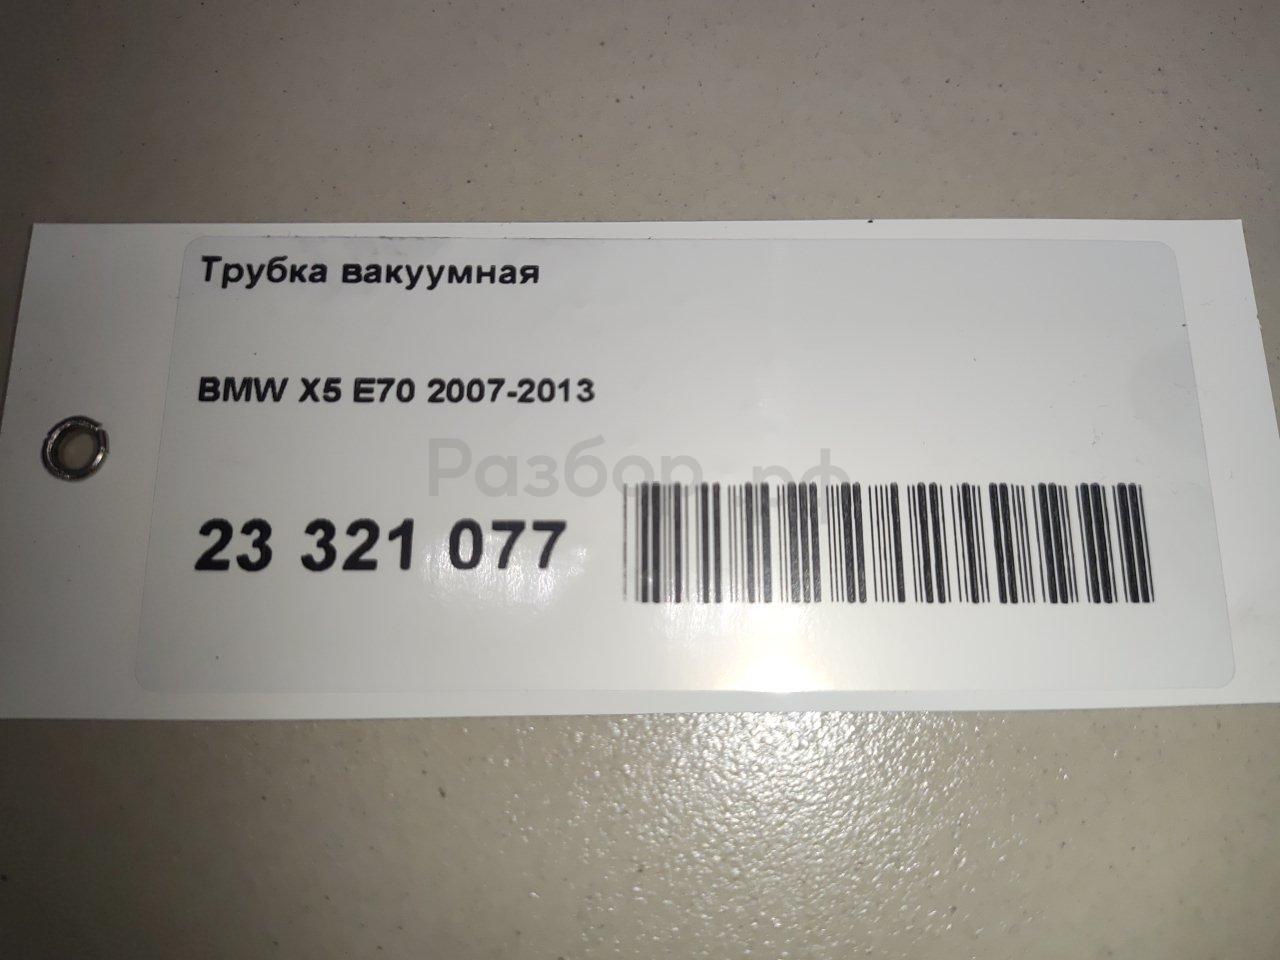 Трубка вакуумная
BMW X5 E70 2007-2013
Разбор.рф
23 321 077